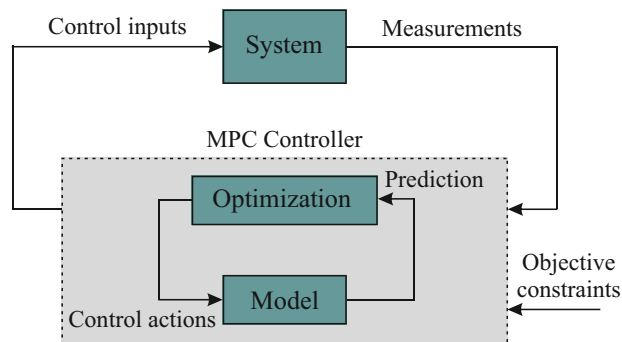 Control inputs
System
Measurements
MPC Controller
Prediction
Optimization
Objective
constraints
Model
Control actions